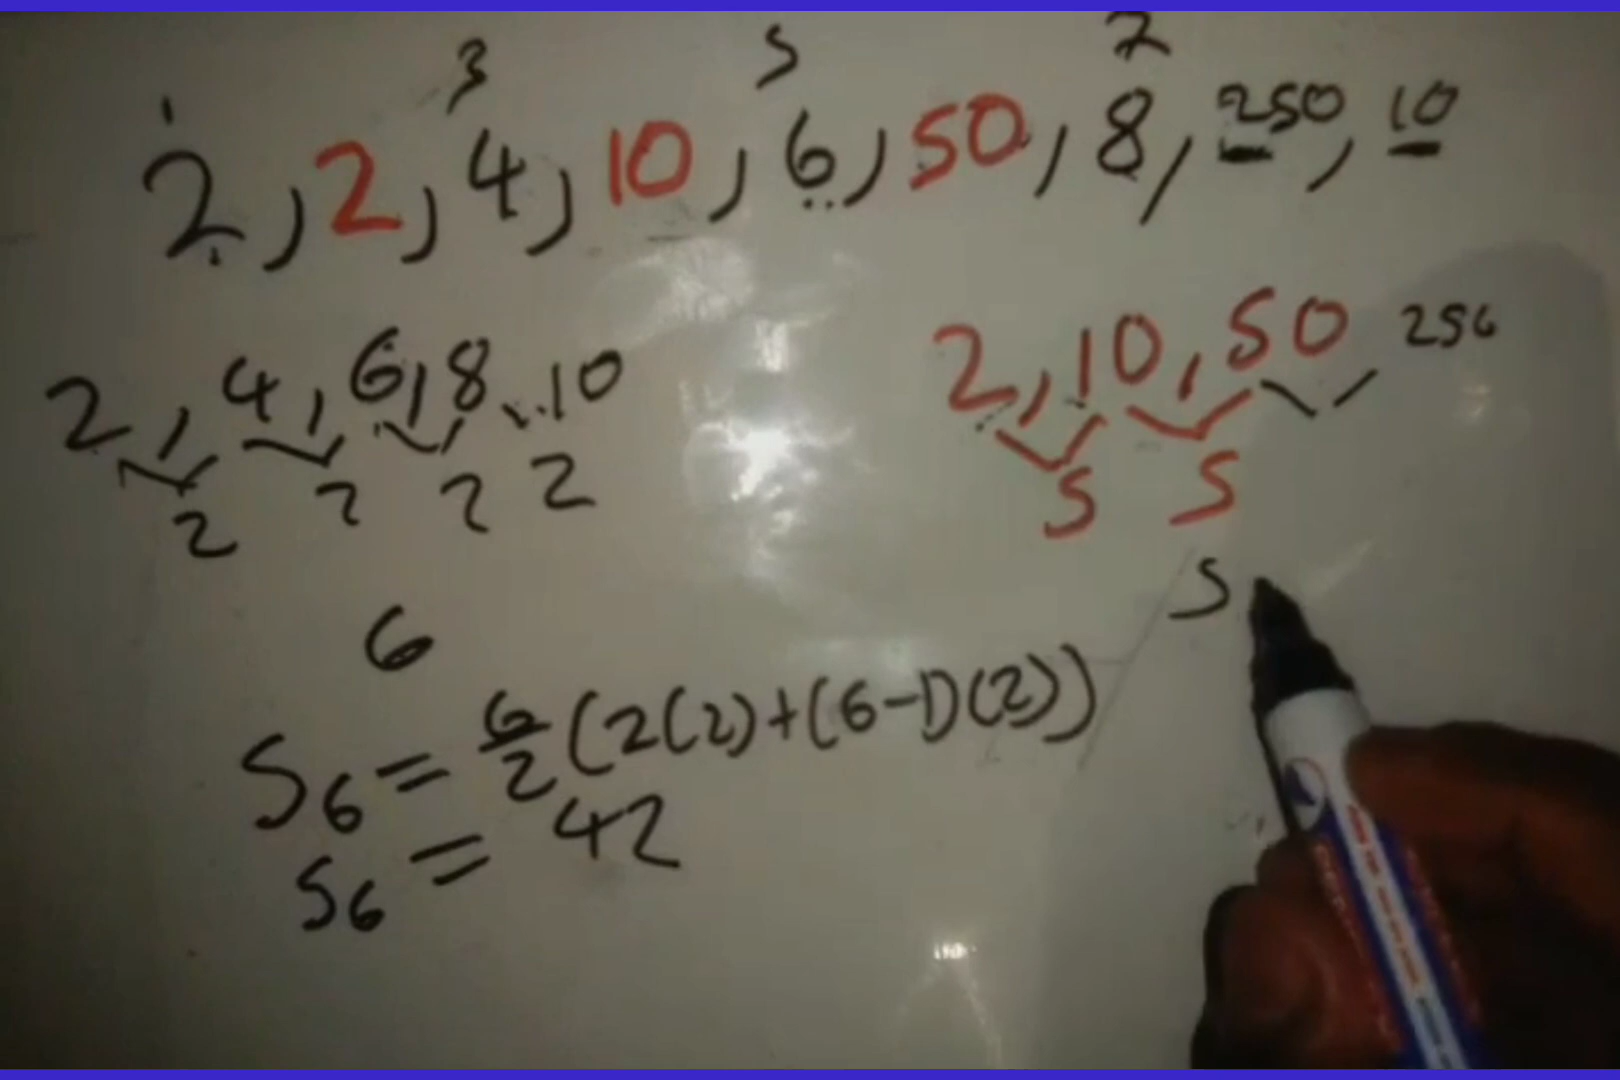 1 3 5 7
2, 2, 4, 10, 6, 50, 8, 250, 10
2, 4, 6, 8, 10
2 2 2 2
2, 10, 50 250
5 5
6
S6 = 6/2 (2(2)+(6-1)(2))
S6 = 42
S